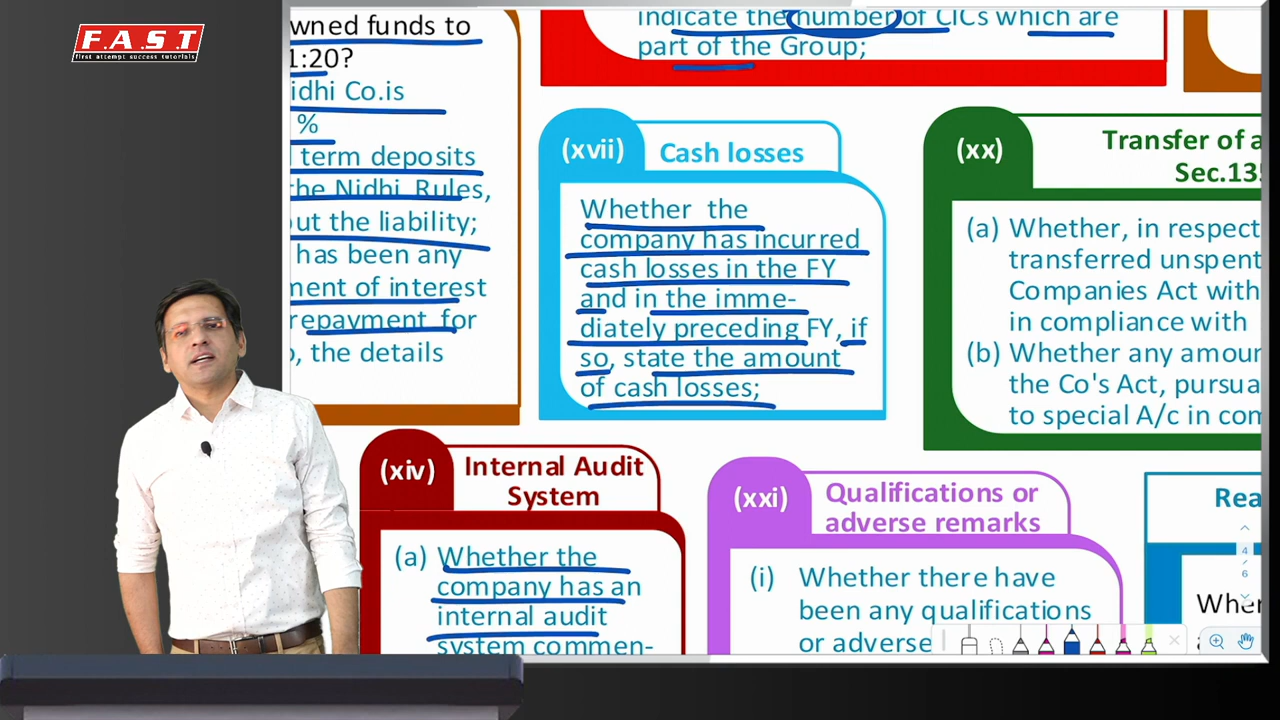 F.A.S.T
first attempt success tutorials
wned funds to
1:20?
idhi Co.is
%
term deposits
the Nidhi Rules,
out the liability;
has been any
ment of interest
repayment for
, the details
indicate the number of CICs which are
part of the Group;
(xvii) Cash losses
Whether the
company has incurred
cash losses in the FY
and in the imme-
diately preceding FY, if
so, state the amount
of cash losses;
(xx) Transfer of a
Sec.135
(a) Whether, in respect
transferred unspent
Companies Act with
in compliance with
(b) Whether any amour
the Co's Act, pursua
to special A/c in com
(xiv) Internal Audit
System
(a) Whether the
company has an
internal audit
system commen-
(xxi) Qualifications or
adverse remarks
(i) Whether there have
been any qualifications
or adverse
Rea
Wher
4
/
6